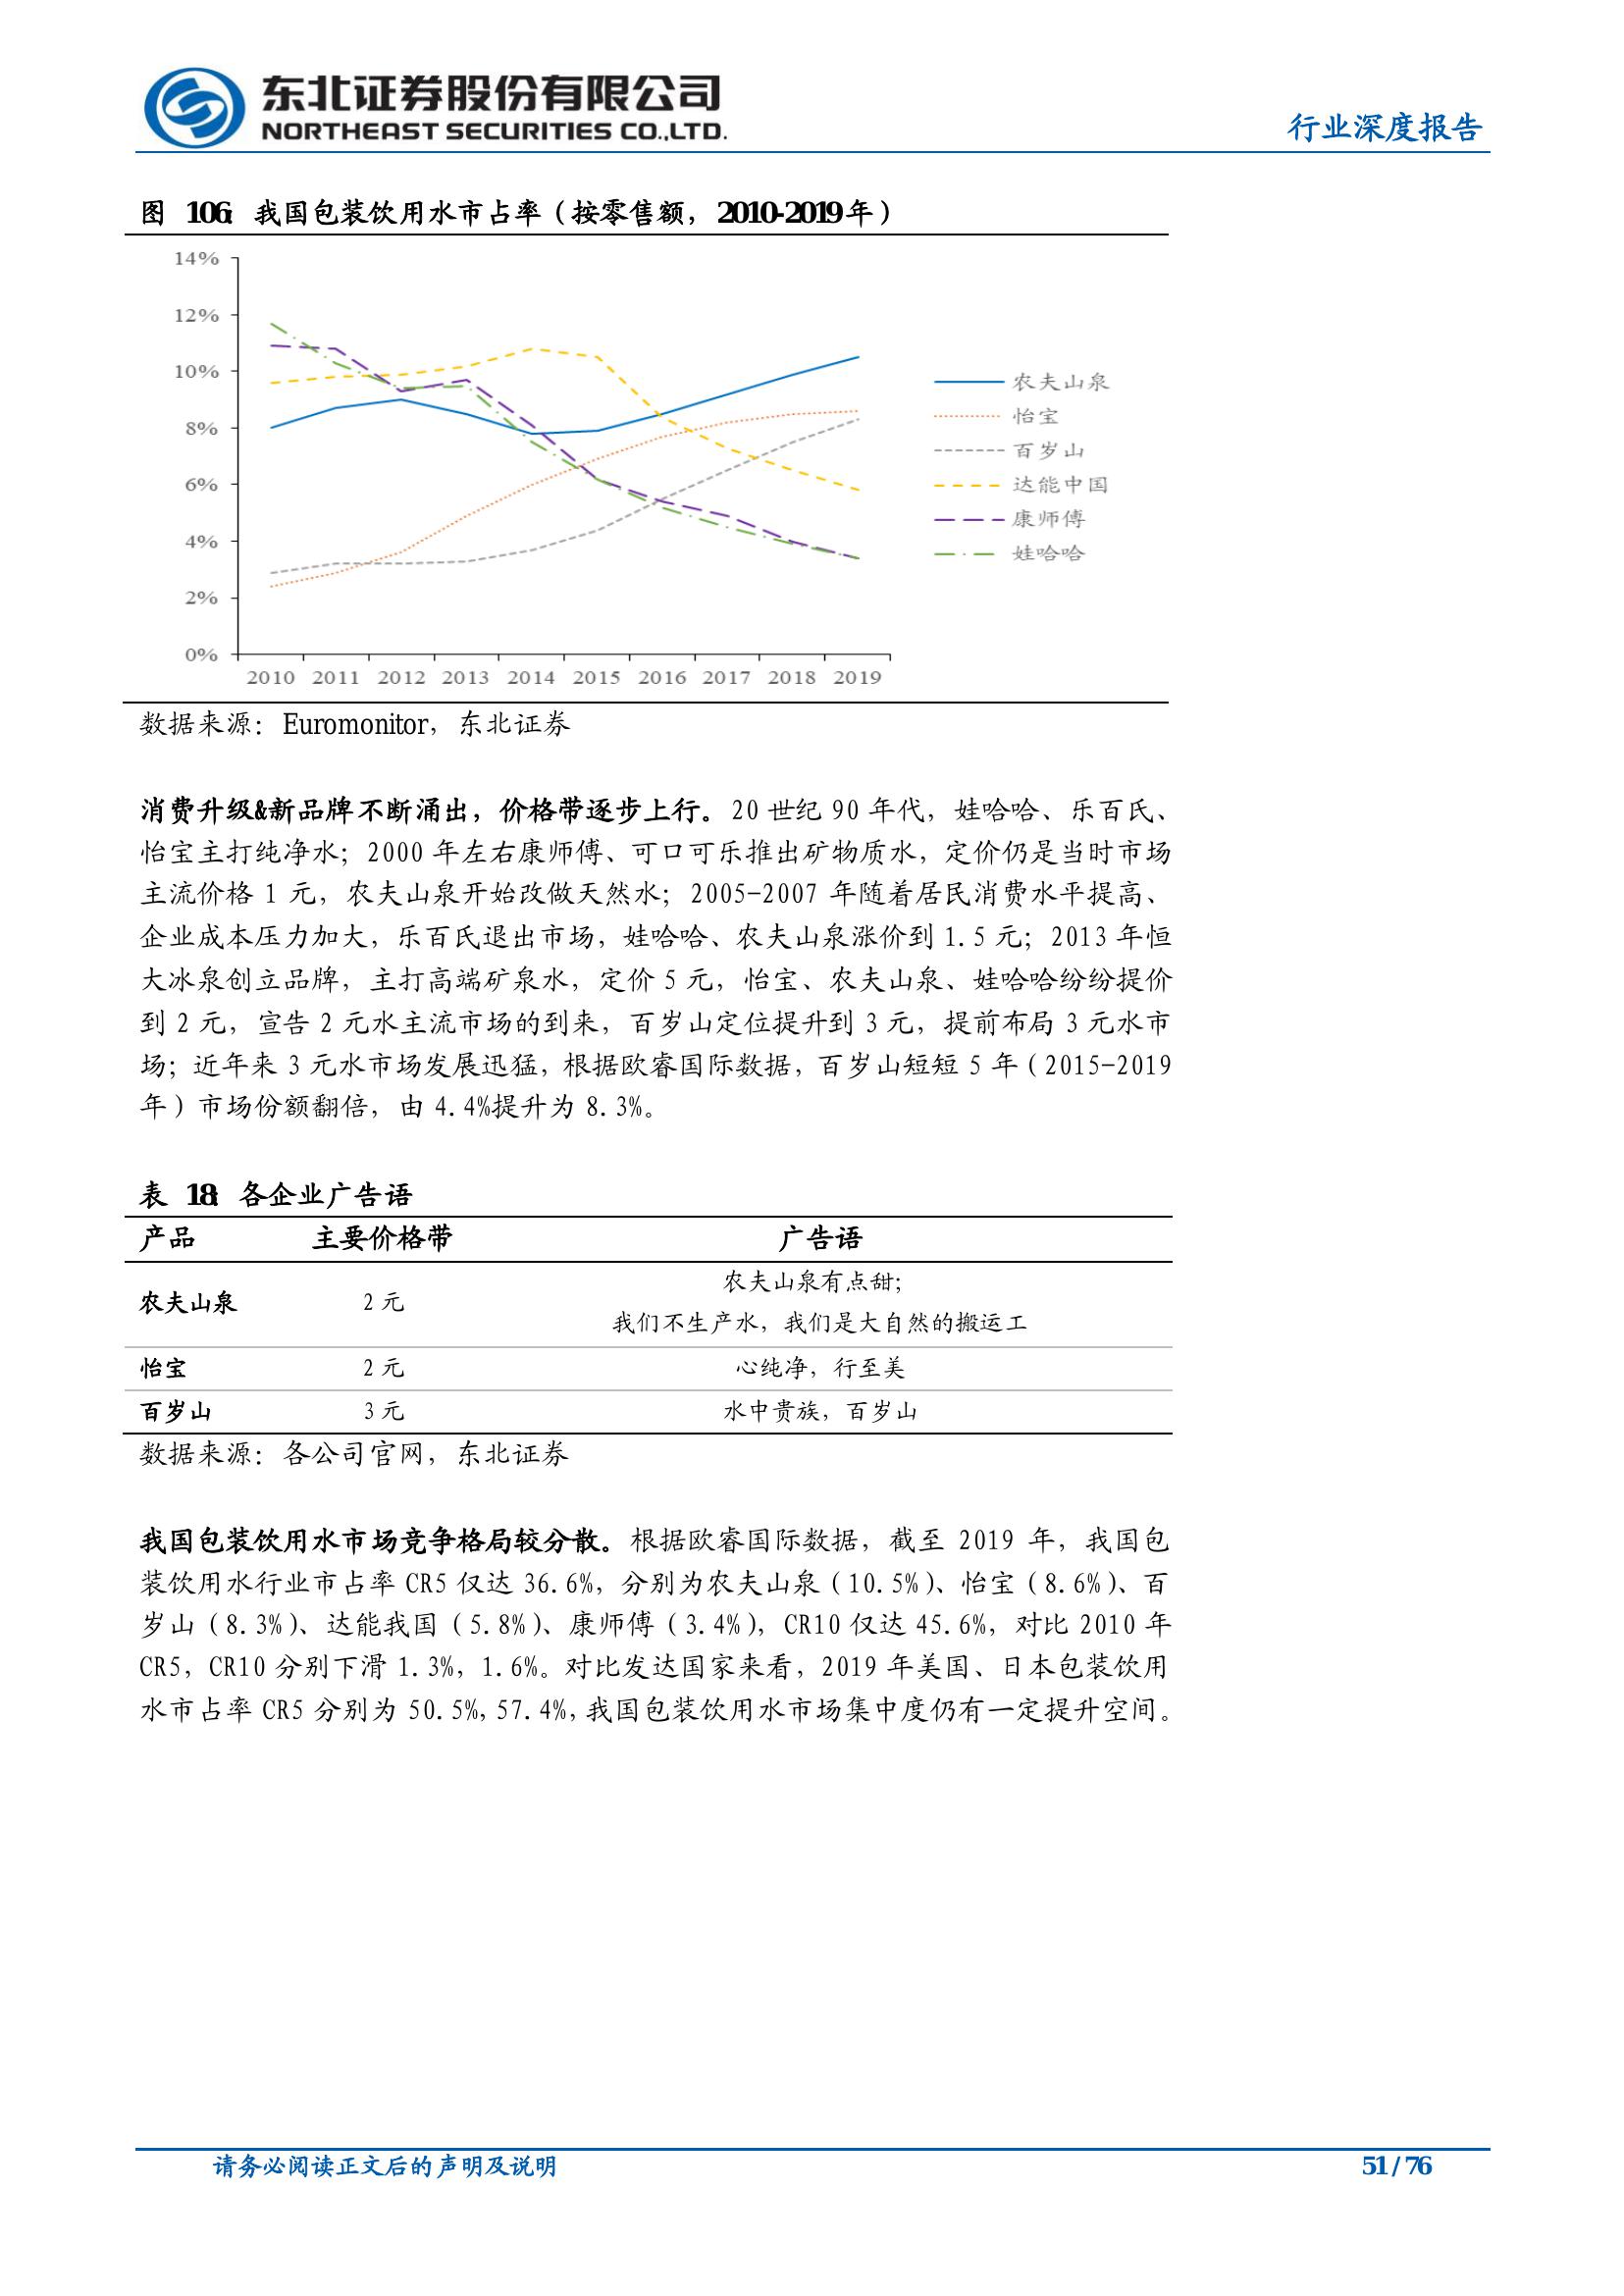 东北证券股份有限公司
NORTHEAST SECURITIES CO.,LTD.
行业深度报告
图 106:我国包装饮用水市占率（按零售额，2010-2019年）
14%
12%
10%
8%
6%
4%
2%
0%
2010 2011 2012 2013 2014 2015 2016 2017 2018 2019
农夫山泉
怡宝
百岁山
达能中国
康师傅
娃哈哈
数据来源：Euromonitor，东北证券
消费升级&新品牌不断涌出，价格带逐步上行。20 世纪 90 年代，娃哈哈、乐百氏、
怡宝主打纯净水；2000 年左右康师傅、可口可乐推出矿物质水，定价仍是当时市场
主流价格 1 元，农夫山泉开始改做天然水；2005-2007 年随着居民消费水平提高、
企业成本压力加大，乐百氏退出市场，娃哈哈、农夫山泉涨价到 1.5 元；2013 年恒
大冰泉创立品牌，主打高端矿泉水，定价 5 元，怡宝、农夫山泉、娃哈哈纷纷提价
到 2 元，宣告 2 元水主流市场的到来，百岁山定位提升到 3 元，提前布局 3 元水市
场；近年来 3 元水市场发展迅猛，根据欧睿国际数据，百岁山短短 5 年（2015-2019
年）市场份额翻倍，由 4.4%提升为 8.3%。
表 18:各企业广告语
产品 主要价格带 广告语
农夫山泉 2 元 农夫山泉有点甜；
我们不生产水，我们是大自然的搬运工
怡宝 2 元 心纯净，行至美
百岁山 3 元 水中贵族，百岁山
数据来源：各公司官网，东北证券
我国包装饮用水市场竞争格局较分散。根据欧睿国际数据，截至 2019 年，我国包
装饮用水行业市占率 CR5 仅达 36.6%，分别为农夫山泉（10.5%）、怡宝（8.6%）、百
岁山（8.3%）、达能我国（5.8%）、康师傅（3.4%），CR10 仅达 45.6%，对比 2010 年
CR5，CR10 分别下滑 1.3%，1.6%。对比发达国家来看，2019 年美国、日本包装饮用
水市占率 CR5 分别为 50.5%,57.4%,我国包装饮用水市场集中度仍有一定提升空间。
请务必阅读正文后的声明及说明
51 / 76